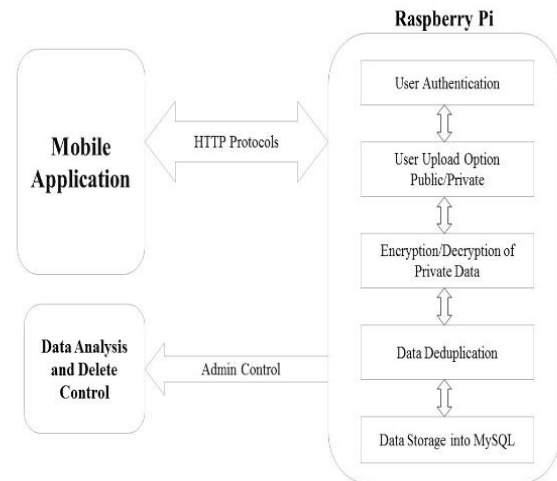 Raspberry Pi
Mobile
Application
HTTP Protocols
User Authentication
User Upload Option
Public/Private
Encryption/Decryption of
Private Data
Data Deduplication
Data Storage into MySQL
Data Analysis
and Delete
Control
Admin Control